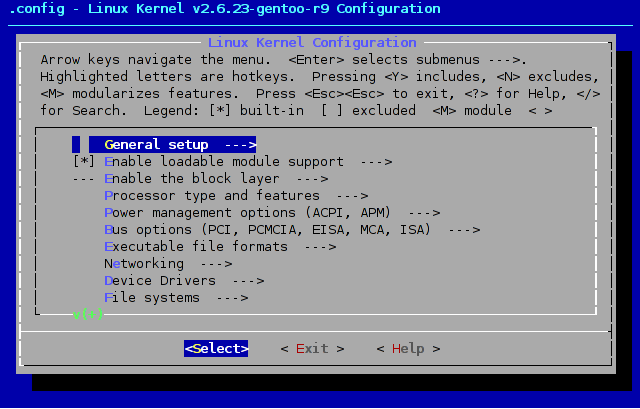 .config - Linux Kernel v2.6.23-gentoo-r9 Configuration
Linux Kernel Configuration
Arrow keys navigate the menu.  <Enter> selects submenus --->.
Highlighted letters are hotkeys.  Pressing <Y> includes, <N> excludes,
<M> modularizes features.  Press <Esc><Esc> to exit, <?> for Help, </>
for Search.  Legend: [*] built-in  [ ] excluded  <M> module  < >
General setup  --->
[*] Enable loadable module support  --->
--- Enable the block layer  --->
Processor type and features  --->
Power management options (ACPI, APM)  --->
Bus options (PCI, PCMCIA, EISA, MCA, ISA)  --->
Executable file formats  --->
Networking  --->
Device Drivers  --->
File systems  --->
v(+)
<Select>    < Exit >    < Help >